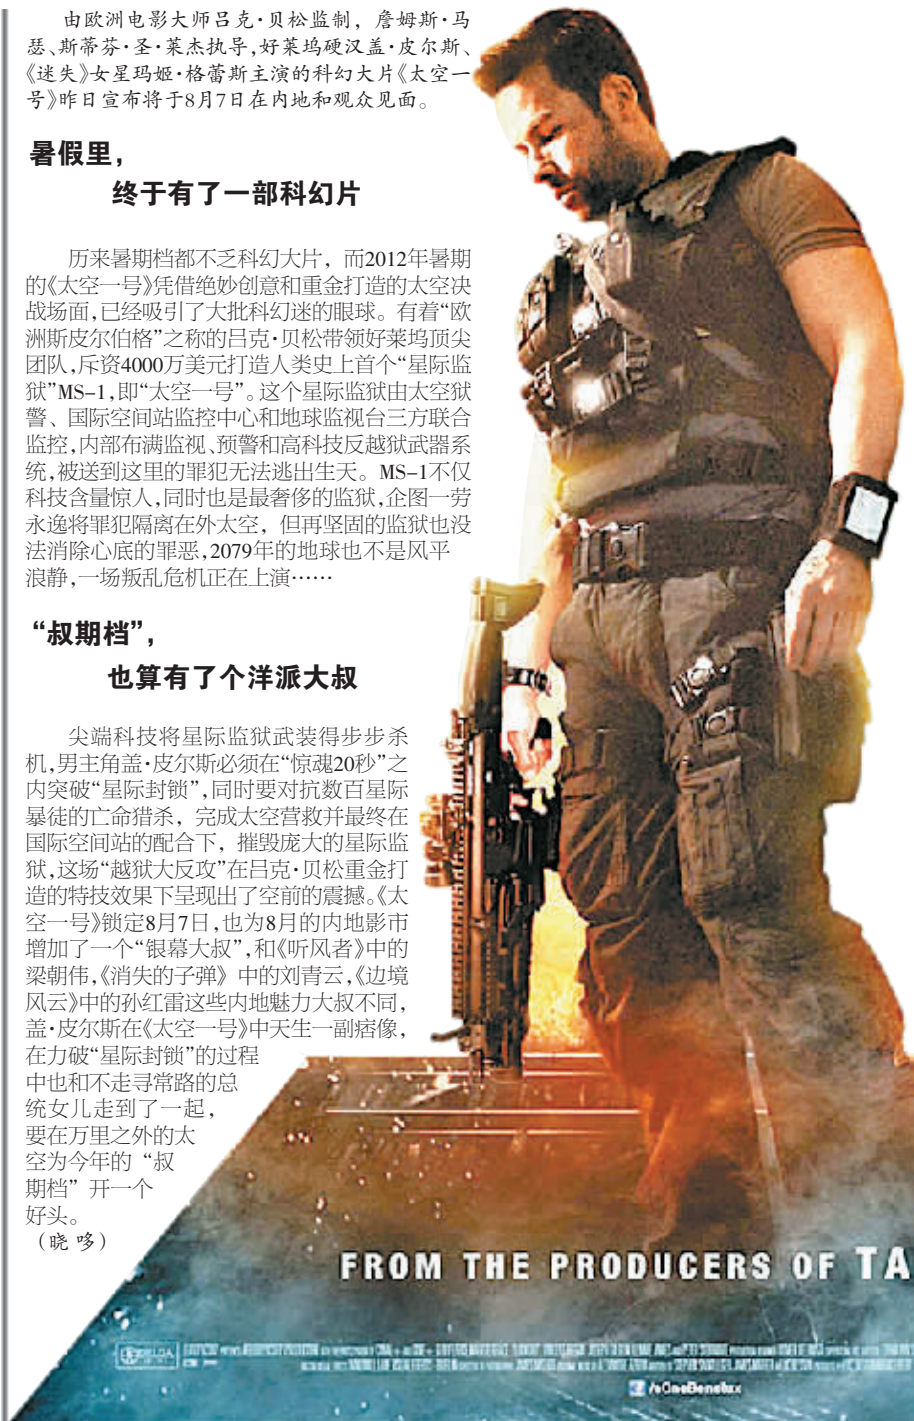 由欧洲电影大师吕克·贝松监制，詹姆斯·马
瑟、斯蒂芬·圣·莱杰执导，好莱坞硬汉盖·皮尔斯、
《迷失》女星玛姬·格蕾斯主演的科幻大片《太空一
号》昨日宣布将于8月7日在内地和观众见面。
暑假里，
终于有了一部科幻片
历来暑期档都不乏科幻大片，而2012年暑期
的《太空一号》凭借绝妙创意和重金打造的太空决
战场面，已经吸引了大批科幻迷的眼球。有着“欧
洲斯皮尔伯格”之称的吕克·贝松带领好莱坞顶尖
团队，斥资4000万美元打造人类史上首个“星际监
狱”MS-1，即“太空一号”。这个星际监狱由太空狱
警、国际空间站监控中心和地球监视台三方联合
监控，内部布满监视、预警和高科技反越狱武器系
统，被送到这里的罪犯无法逃出生天。MS-1不仅
科技含量惊人，同时也是最奢侈的监狱，企图一劳
永逸将罪犯隔离在外太空，但再坚固的监狱也没
法消除心底的罪恶，2079年的地球也不是风平
浪静，一场叛乱危机正在上演……
“叔期档”，
也算有了个洋派大叔
尖端科技将星际监狱武装得步步杀
机，男主角盖·皮尔斯必须在“惊魂20秒”之
内突破“星际封锁”，同时要对抗数百星际
暴徒的亡命猎杀，完成太空营救并最终在
国际空间站的配合下，摧毁庞大的星际监
狱，这场“越狱大反攻”在吕克·贝松重金打
造的特技效果下呈现出了空前的震撼。《太
空一号》锁定8月7日，也为8月的内地影市
增加了一个“银幕大叔”，和《听风者》中的
梁朝伟，《消失的子弹》中的刘青云，《边境
风云》中的孙红雷这些内地魅力大叔不同，
盖·皮尔斯在《太空一号》中天生一副痞像，
在力破“星际封锁”的过程
中也和不走寻常路的总
统女儿走到了一起，
要在万里之外的太
空为今年的“叔
期档”开一个
好头。
（晓 哆）
FROM THE PRODUCERS OF TA
/eOneBenelux